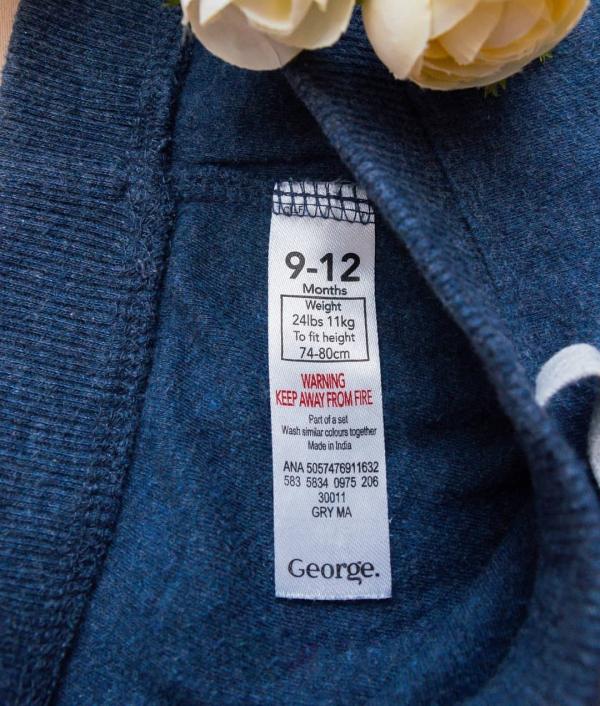 9-12
Months
Weight
24lbs 11kg
To fit height
74-80cm
WARNING
KEEP AWAY FROM FIRE
Part of a set
Wash similar colours together
Made in India
ANA 5057476911632
583 5834 0975 206
30011
GRY MA
George.